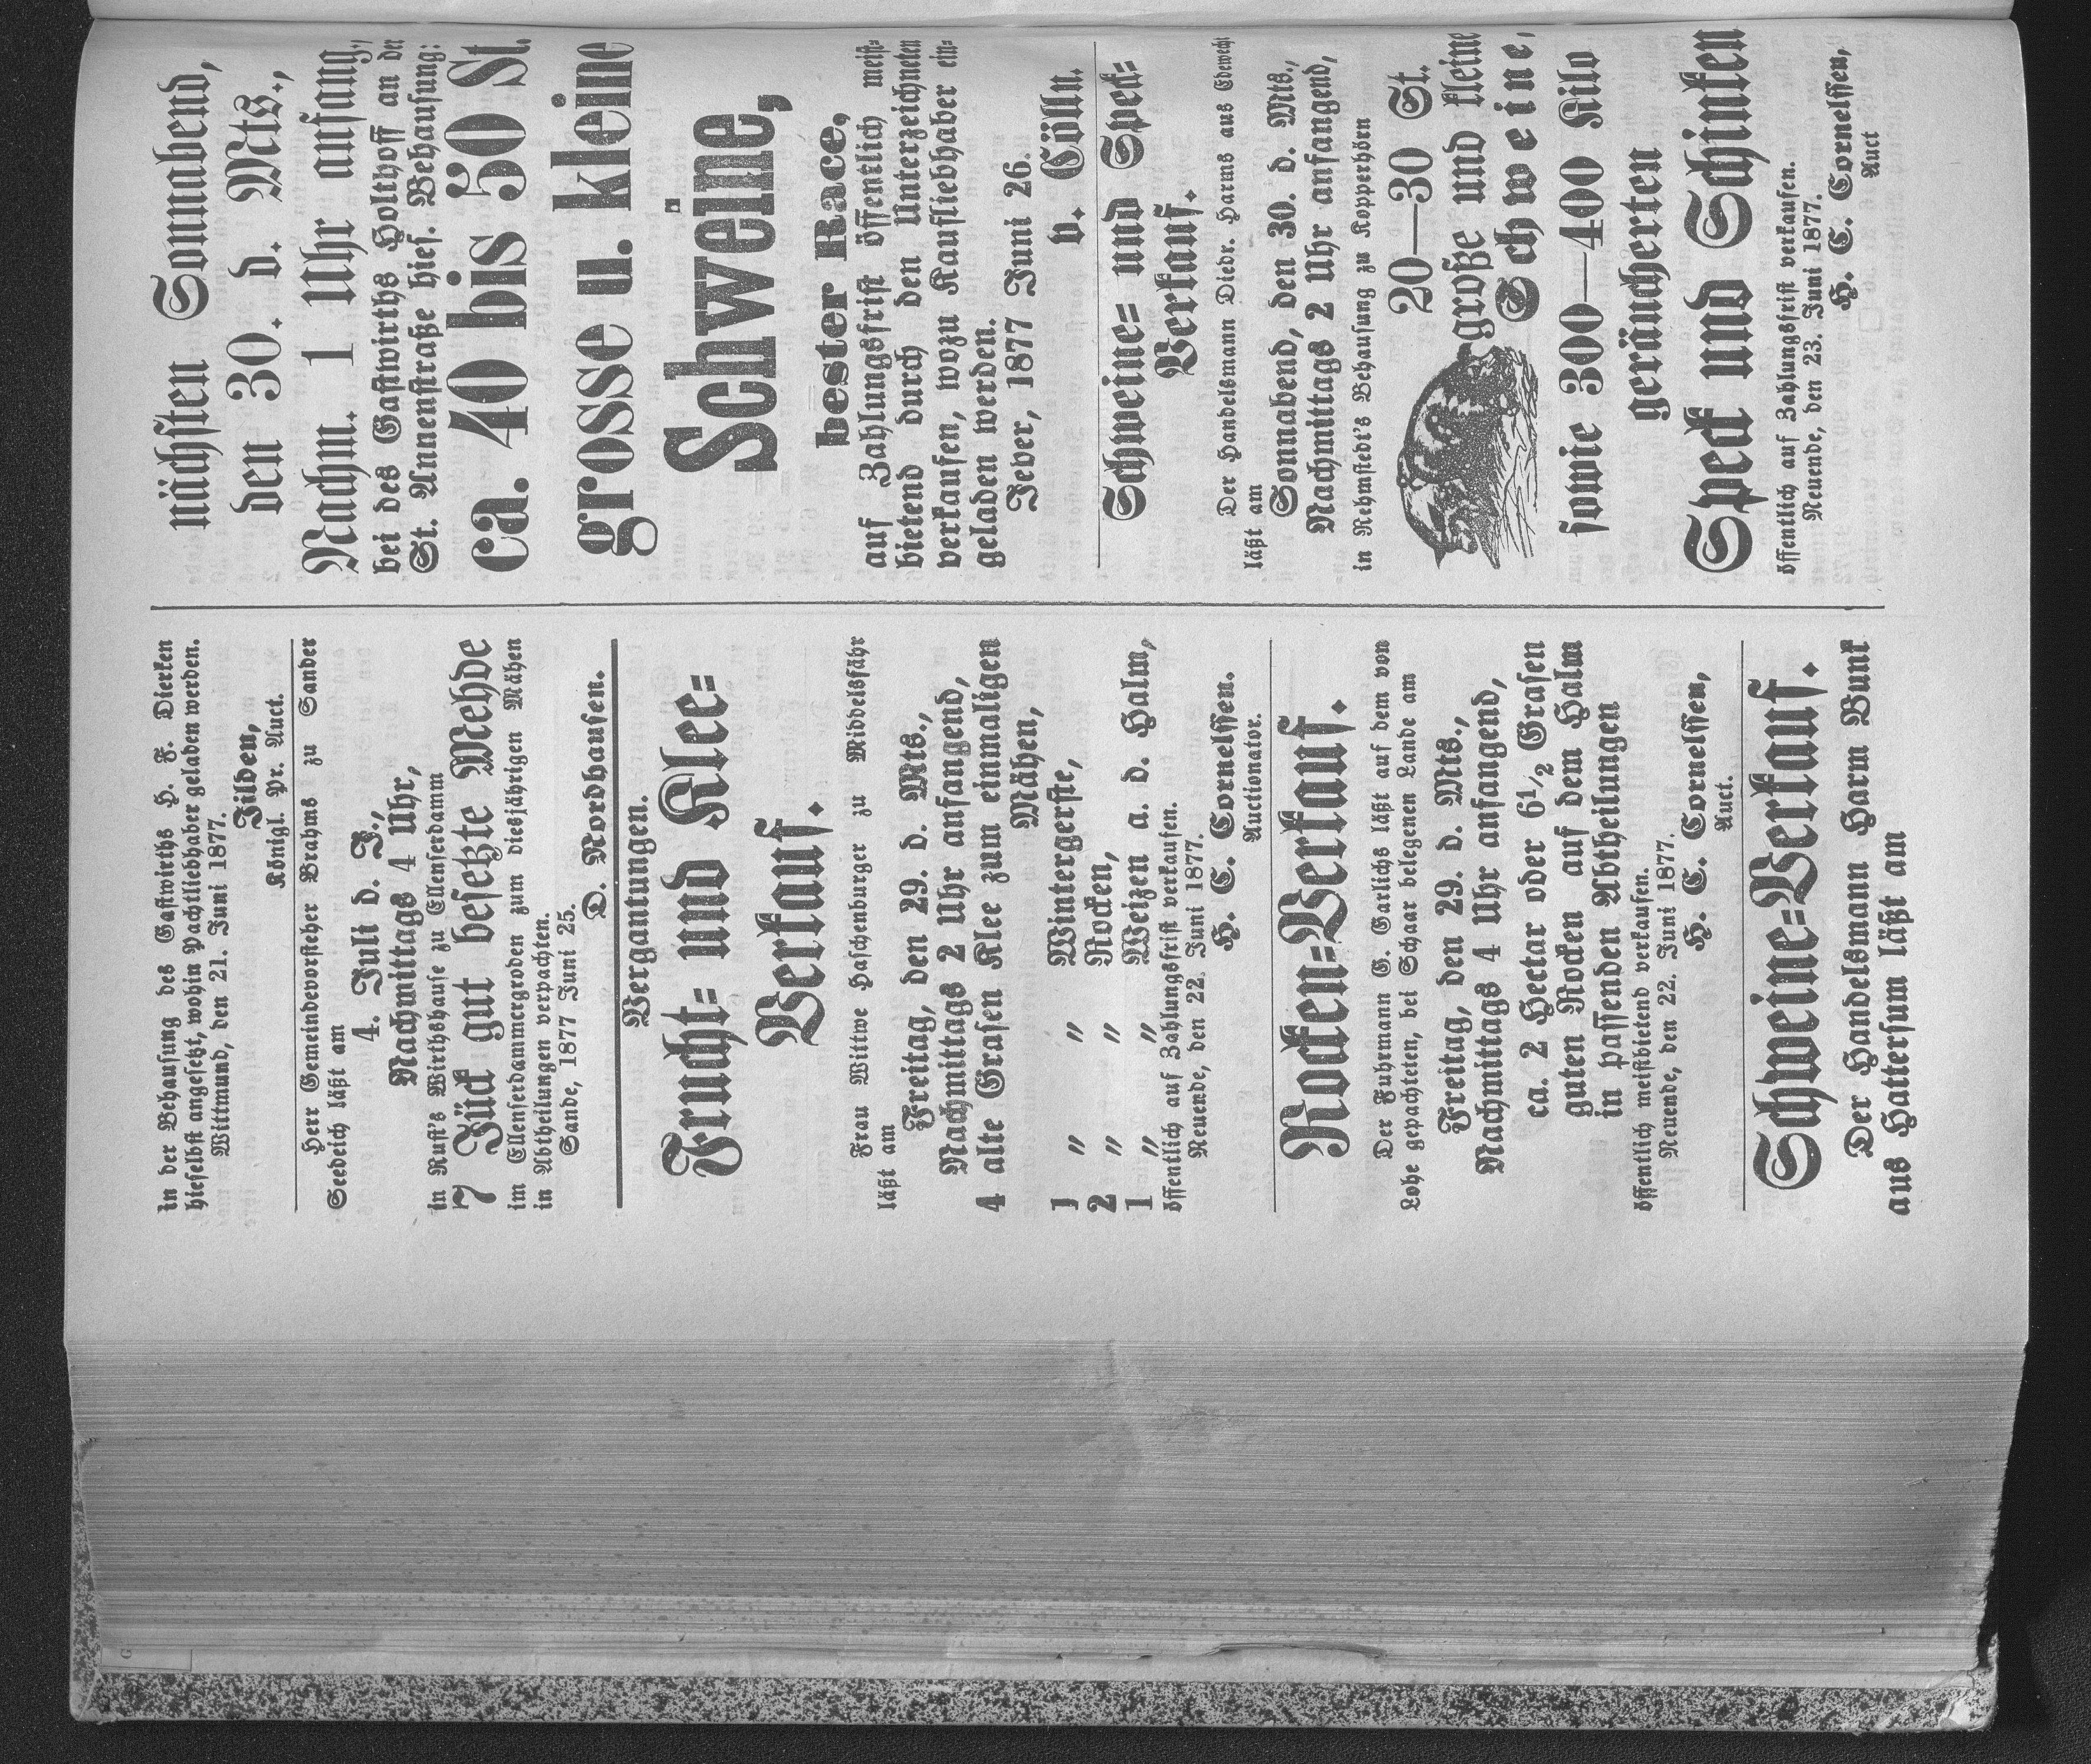 in der Behausung des Gastwirths H. F. Dierken
hieselbst angesetzt, wohin Pachtliebhaber geladen werden.
Wittmund, den 21. Juni 1877.
Jilden,
Königl. Pr. Auct.
Herr Gemeindevorsteher Brahms zu Sander
Seedeich läßt am
4. Juli d. J.,
Nachmittags 4 Uhr,
in Rust's Wirthshause zu Ellenserdamm
7 Jück gut besetzte Mehde
im Ellenserdammergroden zum diesjährigen Mähen
in Abtheilungen verpachten.
Sande, 1877 Juni 25.
D. Nordhausen.
Vergantungen.
Frucht= und Klee=
Verkauf.
Frau Wittwe Haschenburger zu Middelsfähr
läßt am
Freitag, den 29. d. Mts.,
Nachmittags 2 Uhr anfangend,
4 alte Grasen Klee zum einmaligen
Mähen,
1 „ „ Wintergerste,
2 „ „ Rocken,
1 „ „ Weizen a. d. Halm,
öffentlich auf Zahlungsfrist verkaufen.
Neuende, den 22. Juni 1877.
H. C. Cornelssen.
Auctionator.
Rocken=Verkauf.
Der Fuhrmann G. Garlichs läßt auf dem von
Lohe gepachteten, bei Schaar belegenen Lande am
Freitag, den 29. d. Mts.,
Nachmittags 4 Uhr anfangend,
ca. 2 Hectar oder 6½ Grasen
guten Rocken auf dem Halm
in passenden Abtheilungen
öffentlich meistbietend verkaufen.
Neuende, den 22. Juni 1877.
H. C. Cornelssen,
Auct.
Schweine=Verkauf.
Der Handelsmann Harm Bunk
aus Hattersum läßt am
nächsten Sonnabend,
den 30. d. Mts.,
Nachm. 1 Uhr anfang.,
bei des Gastwirths Holthoff an der
St. Annenstraße hies. Behausung:
ca. 40 bis 50 St.
grosse u. kleine
Schweine,
bester Race,
auf Zahlungsfrist öffentlich meist=
bietend durch den Unterzeichneten
verkaufen, wozu Kaufliebhaber ein=
geladen werden.
Jever, 1877 Juni 26.
v. Cölln.
Schweine= und Speck=
Verkauf.
Der Handelsmann Diedr. Harms aus Edewecht
läßt am
Sonnabend, den 30. d. Mts.,
Nachmittags 2 Uhr anfangend,
in Rehmstedt's Behausung zu Kopperhörn
20—30 St.
große und kleine
Schweine,
sowie 300—400 Kilo
geräucherten
Speck und Schinken
öffentlich auf Zahlungsfrist verkaufen.
Neuende, den 23. Juni 1877.
H. C. Cornelssen,
Auct
G